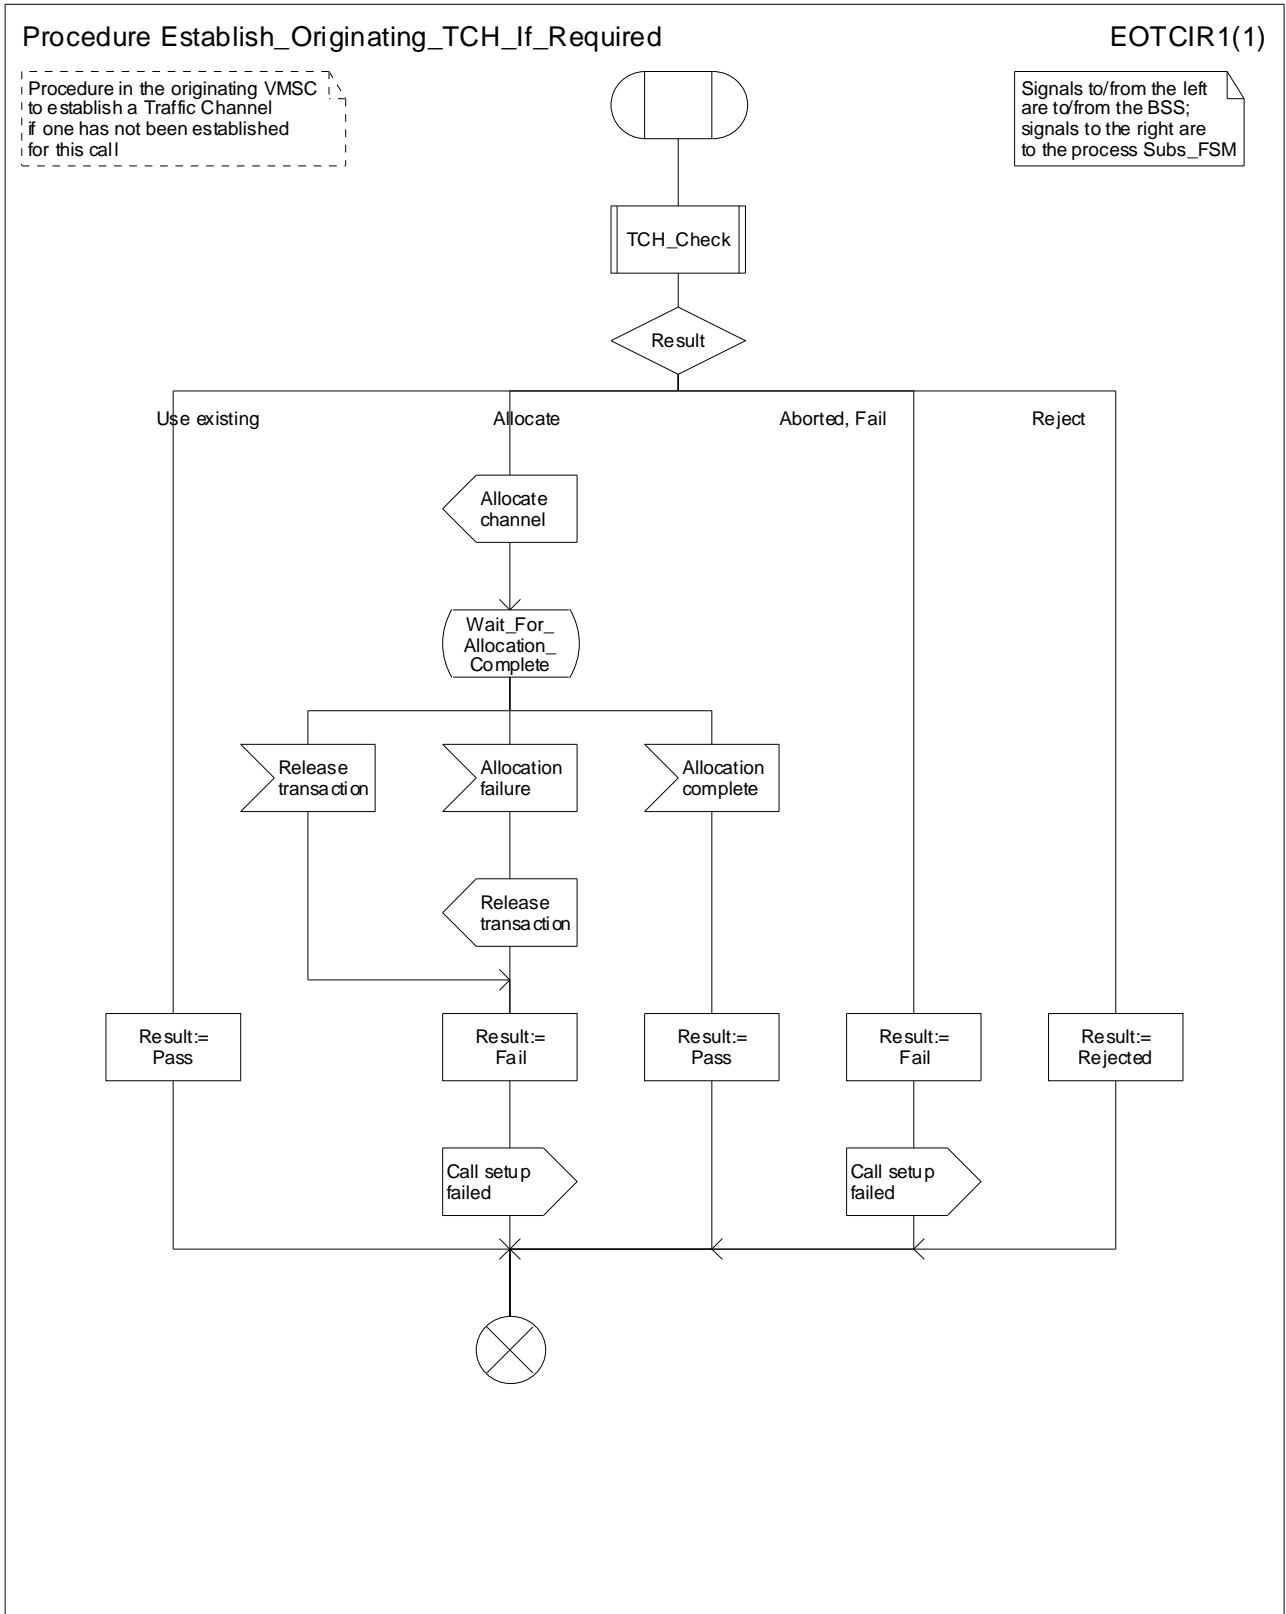 Procedure Establish_Originating_TCH_If_Required
EOTCIR1(1)
Procedure in the originating VMSC
to establish a Traffic Channel
if one has not been established
for this call
Signals to/from the left
are to/from the BSS;
signals to the right are
to the process Subs_FSM
TCH_Check
Result
Use existing
Allocate
Aborted, Fail
Reject
Allocate
channel
Wait_For_
Allocation_
Complete
Release
transaction
Allocation
failure
Allocation
complete
Release
transaction
Result:=
Pass
Result:=
Fail
Result:=
Pass
Result:=
Fail
Result:=
Rejected
Call setup
failed
Call setup
failed